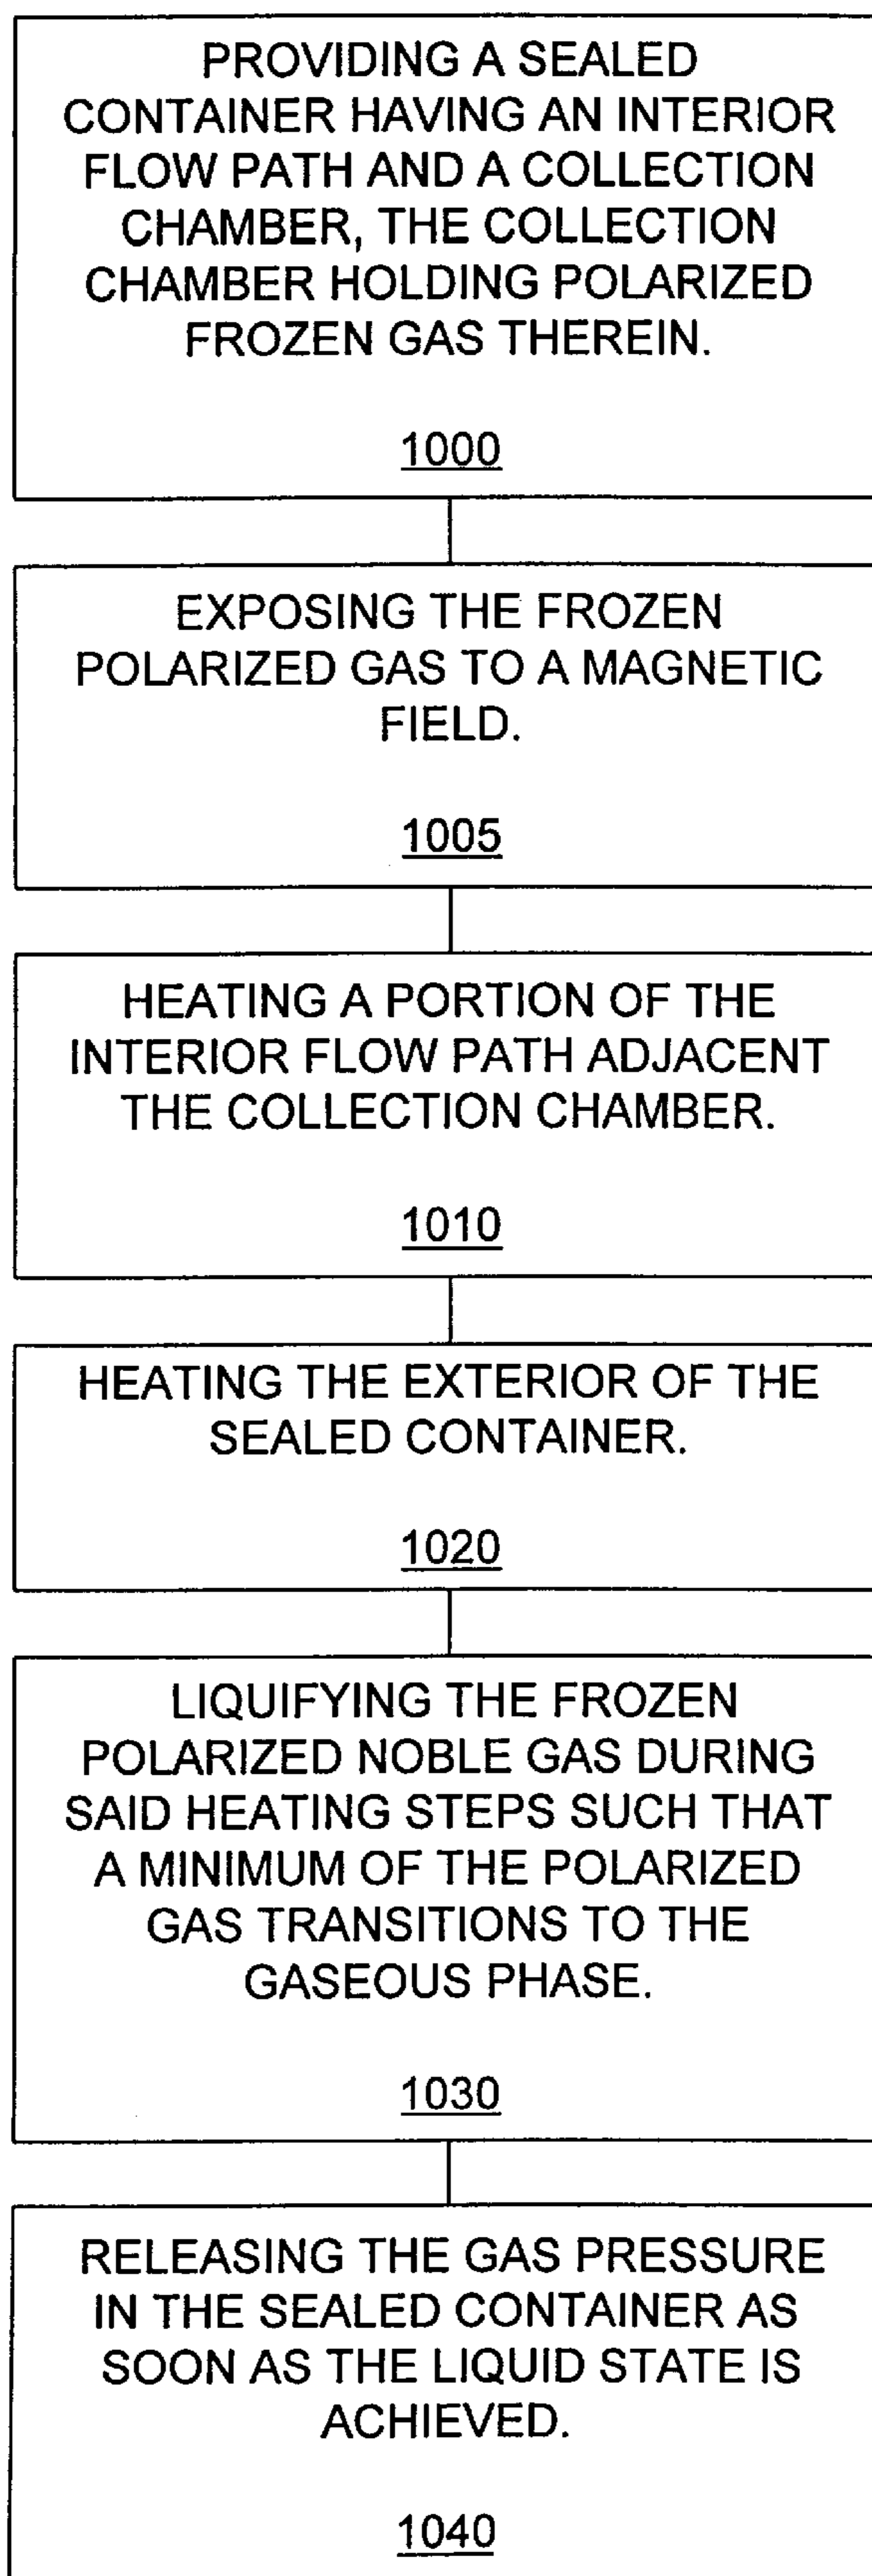 PROVIDING A SEALED
CONTAINER HAVING AN INTERIOR
FLOW PATH AND A COLLECTION
CHAMBER, THE COLLECTION
CHAMBER HOLDING POLARIZED
FROZEN GAS THEREIN.
1000
EXPOSING THE FROZEN
POLARIZED GAS TO A MAGNETIC
FIELD.
1005
HEATING A PORTION OF THE
INTERIOR FLOW PATH ADJACENT
THE COLLECTION CHAMBER.
1010
HEATING THE EXTERIOR OF THE
SEALED CONTAINER.
1020
LIQUIFYING THE FROZEN
POLARIZED NOBLE GAS DURING
SAID HEATING STEPS SUCH THAT
A MINIMUM OF THE POLARIZED
GAS TRANSITIONS TO THE
GASEOUS PHASE.
1030
RELEASING THE GAS PRESSURE
IN THE SEALED CONTAINER AS
SOON AS THE LIQUID STATE IS
ACHIEVED.
1040